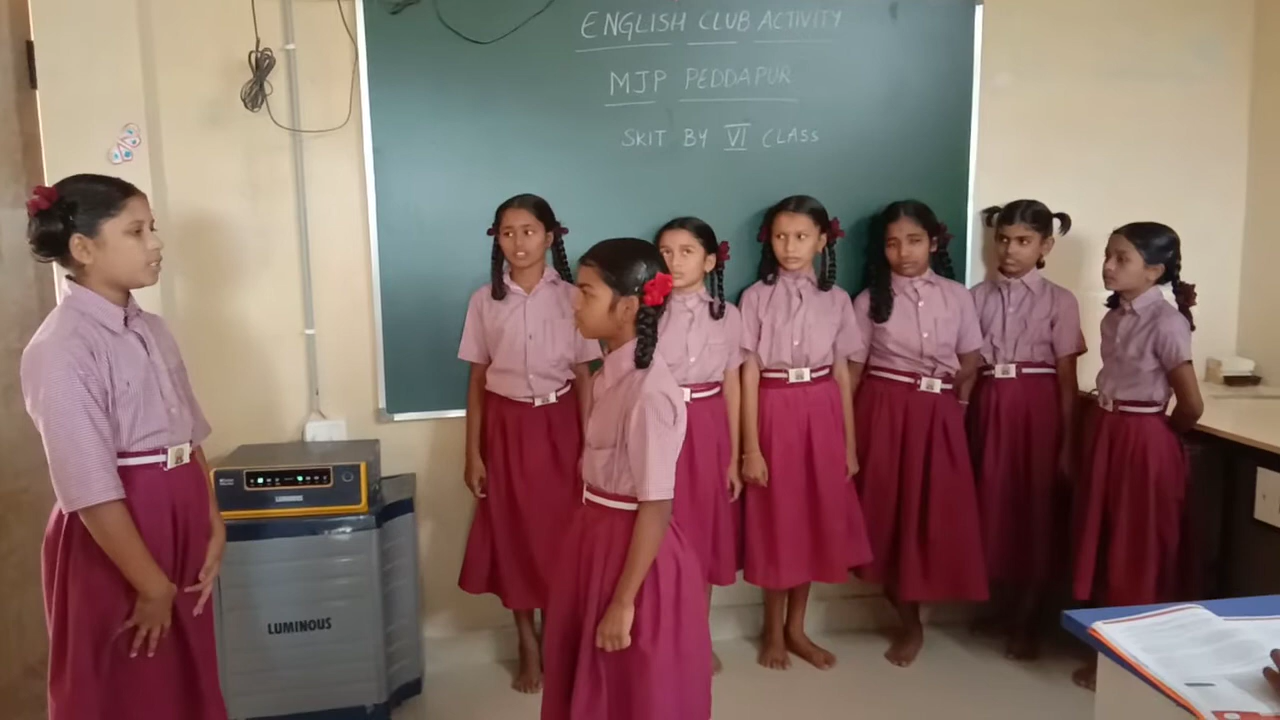 ENGLISH CLUB ACTIVITY
MJP PEDDAPUR
SKIT BY VI CLASS
LUMINOUS
LUMINOUS